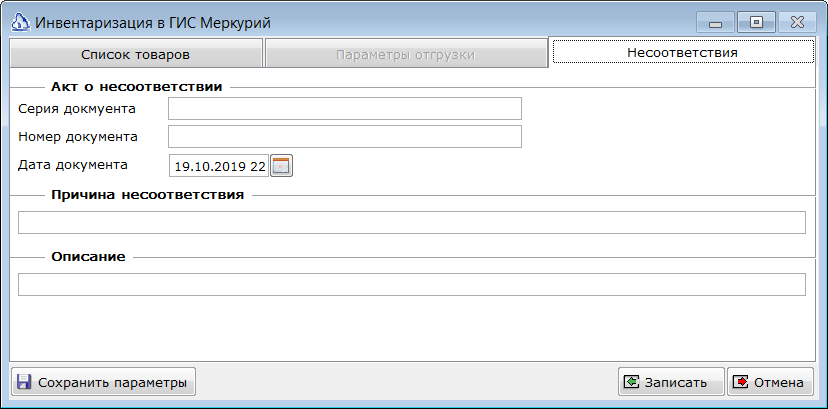 Инвентаризация в ГИС Меркурий
Список товаров
Параметры отгрузки
Несоответствия
Акт о несоответствии
Серия докмуента
Номер документа
Дата документа 19.10.2019 22
Причина несоответствия
Описание
Сохранить параметры Записать Отмена